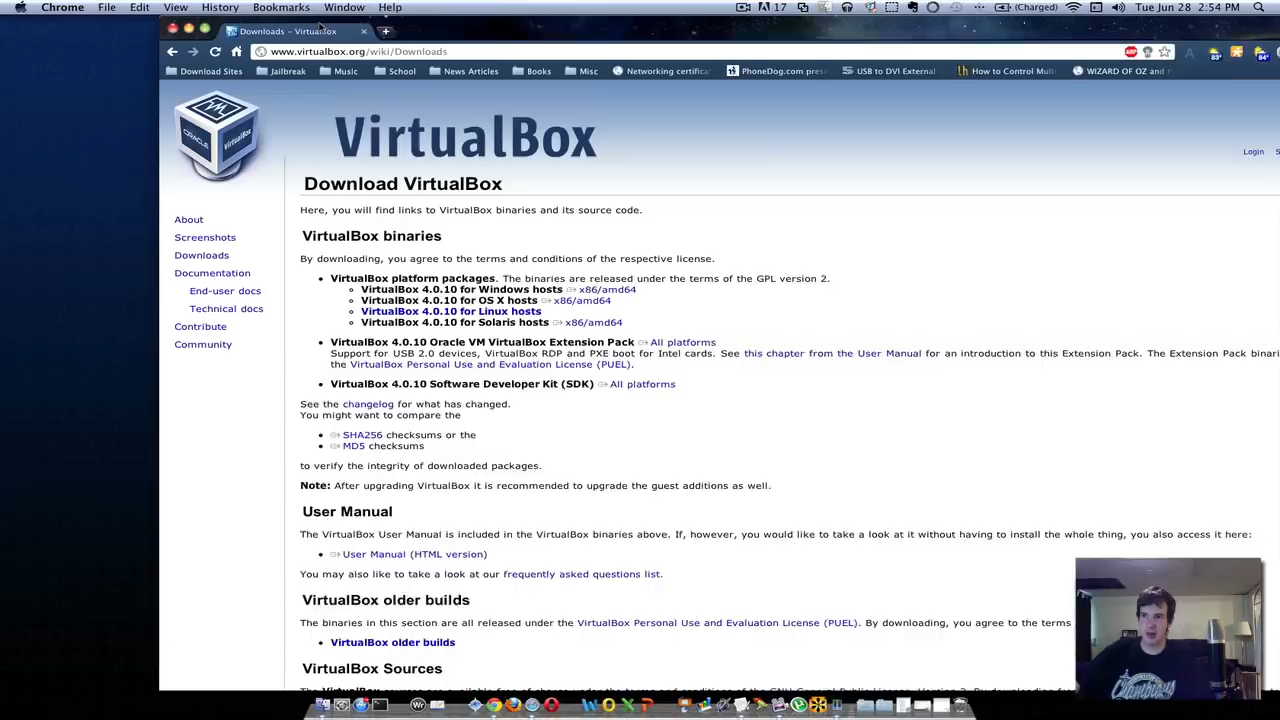 Chrome File Edit View History Bookmarks Window Help
17 (Charged) Tue Jun 28 2:54 PM
Downloads – VirtualBox
www.virtualbox.org/wiki/Downloads
Download Sites Jailbreak Music School News Articles Books Misc Networking certifica PhoneDog.com pres USB to DVI External How to Control Mult WIZARD OF OZ and
ORACLE VirtualBox
VirtualBox
Login
Download VirtualBox
Here, you will find links to VirtualBox binaries and its source code.
About
Screenshots
Downloads
Documentation
End-user docs
Technical docs
Contribute
Community
VirtualBox binaries
By downloading, you agree to the terms and conditions of the respective license.
• VirtualBox platform packages. The binaries are released under the terms of the GPL version 2.
VirtualBox 4.0.10 for Windows hosts x86/amd64
VirtualBox 4.0.10 for OS X hosts x86/amd64
VirtualBox 4.0.10 for Linux hosts
VirtualBox 4.0.10 for Solaris hosts x86/amd64
• VirtualBox 4.0.10 Oracle VM VirtualBox Extension Pack All platforms
Support for USB 2.0 devices, VirtualBox RDP and PXE boot for Intel cards. See this chapter from the User Manual for an introduction to this Extension Pack. The Extension Pack binari
the VirtualBox Personal Use and Evaluation License (PUEL).
• VirtualBox 4.0.10 Software Developer Kit (SDK) All platforms
See the changelog for what has changed.
You might want to compare the
• SHA256 checksums or the
• MD5 checksums
to verify the integrity of downloaded packages.
Note: After upgrading VirtualBox it is recommended to upgrade the guest additions as well.
User Manual
The VirtualBox User Manual is included in the VirtualBox binaries above. If, however, you would like to take a look at it without having to install the whole thing, you also access it here:
• User Manual (HTML version)
You may also like to take a look at our frequently asked questions list.
VirtualBox older builds
The binaries in this section are all released under the VirtualBox Personal Use and Evaluation License (PUEL). By downloading, you agree to the terms
• VirtualBox older builds
VirtualBox Sources